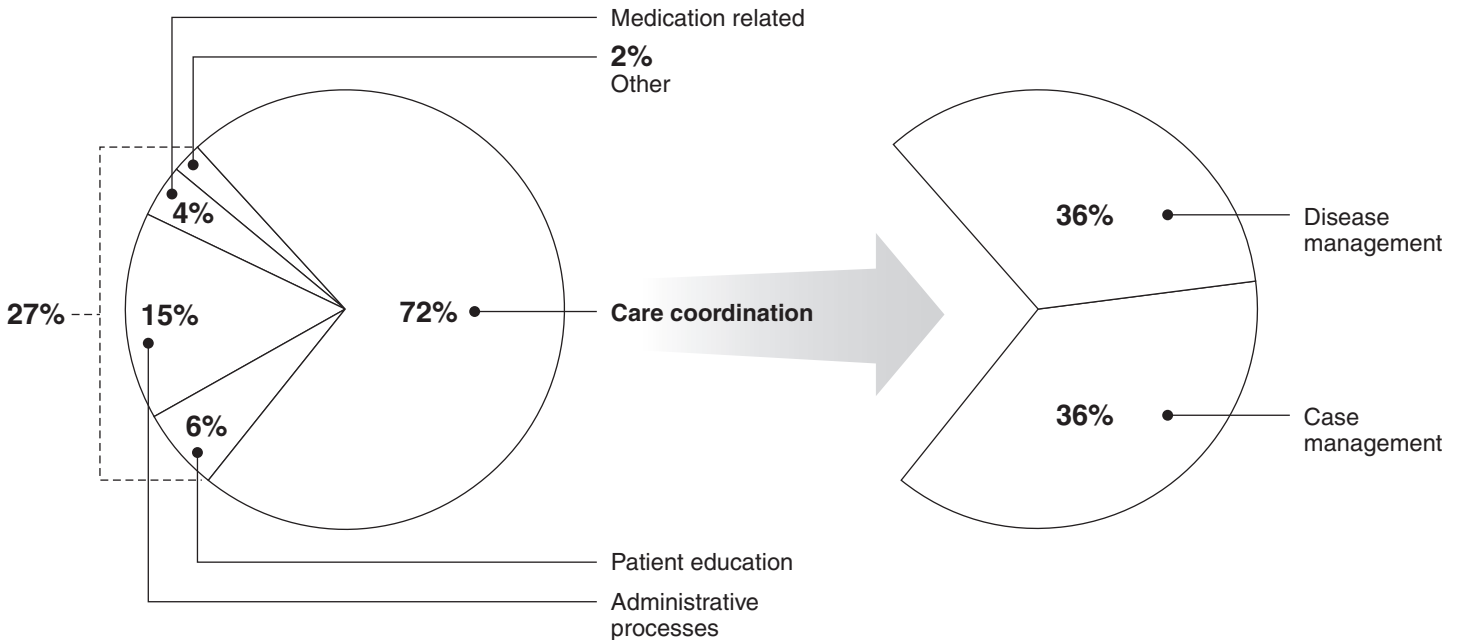 Medication related
2%
Other
4%
27%
15%
72%
Care coordination
6%
Patient education
Administrative
processes
36%
Disease
management
36%
Case
management